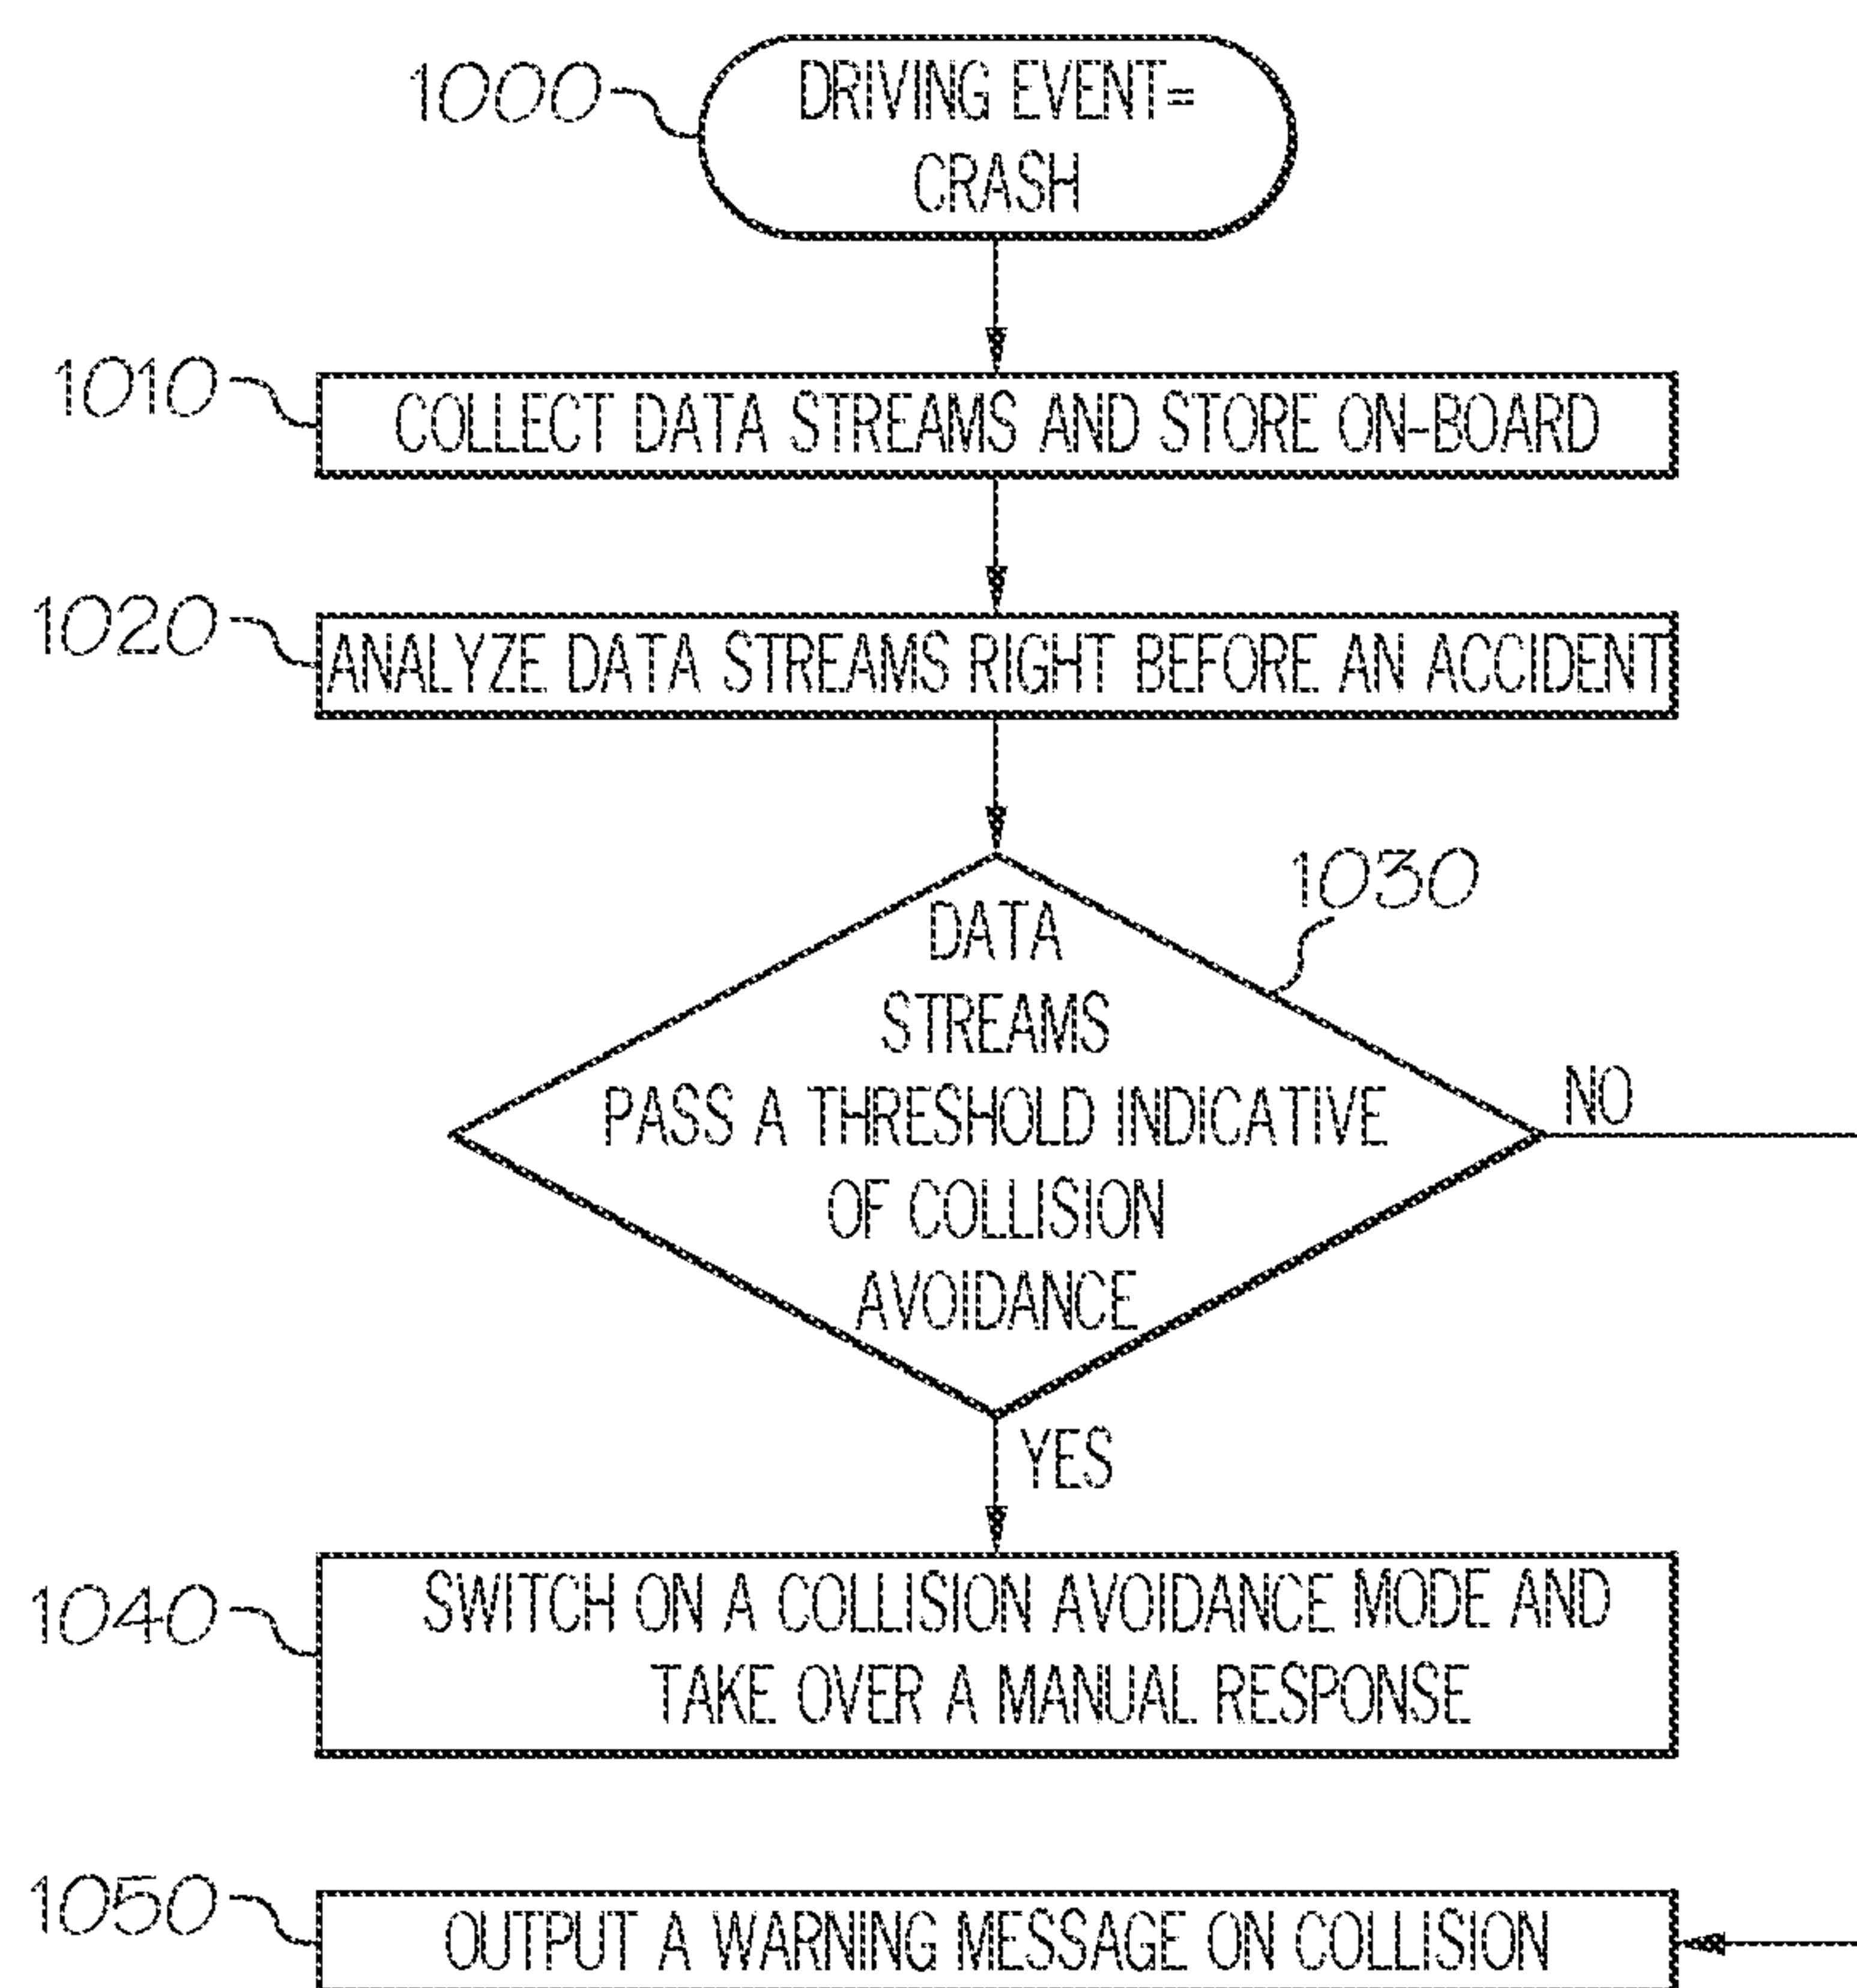 1000
DRIVING EVENT=
CRASH
1010
COLLECT DATA STREAMS AND STORE ON-BOARD
1020
ANALYZE DATA STREAMS RIGHT BEFORE AN ACCIDENT
1030
DATA
STREAMS
PASS A THRESHOLD INDICATIVE
OF COLLISION
AVOIDANCE
NO
YES
1040
SWITCH ON A COLLISION AVOIDANCE MODE AND
TAKE OVER A MANUAL RESPONSE
1050
OUTPUT A WARNING MESSAGE ON COLLISION